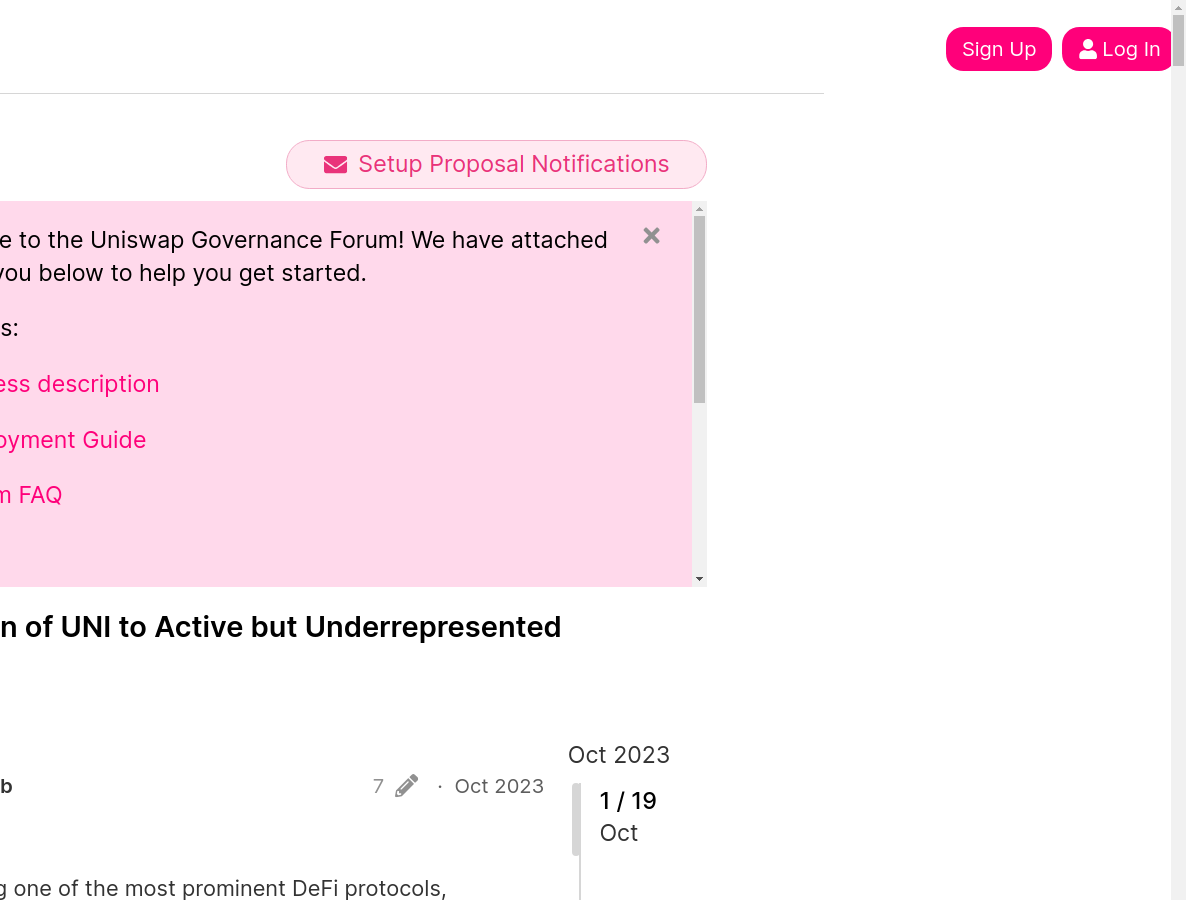 Sign Up
Log In
Setup Proposal Notifications
e to the Uniswap Governance Forum! We have attached
you below to help you get started.
s:
ess description
oyment Guide
m FAQ
n of UNI to Active but Underrepresented
Oct 2023
b
7
· Oct 2023
1 / 19
Oct
g one of the most prominent DeFi protocols,